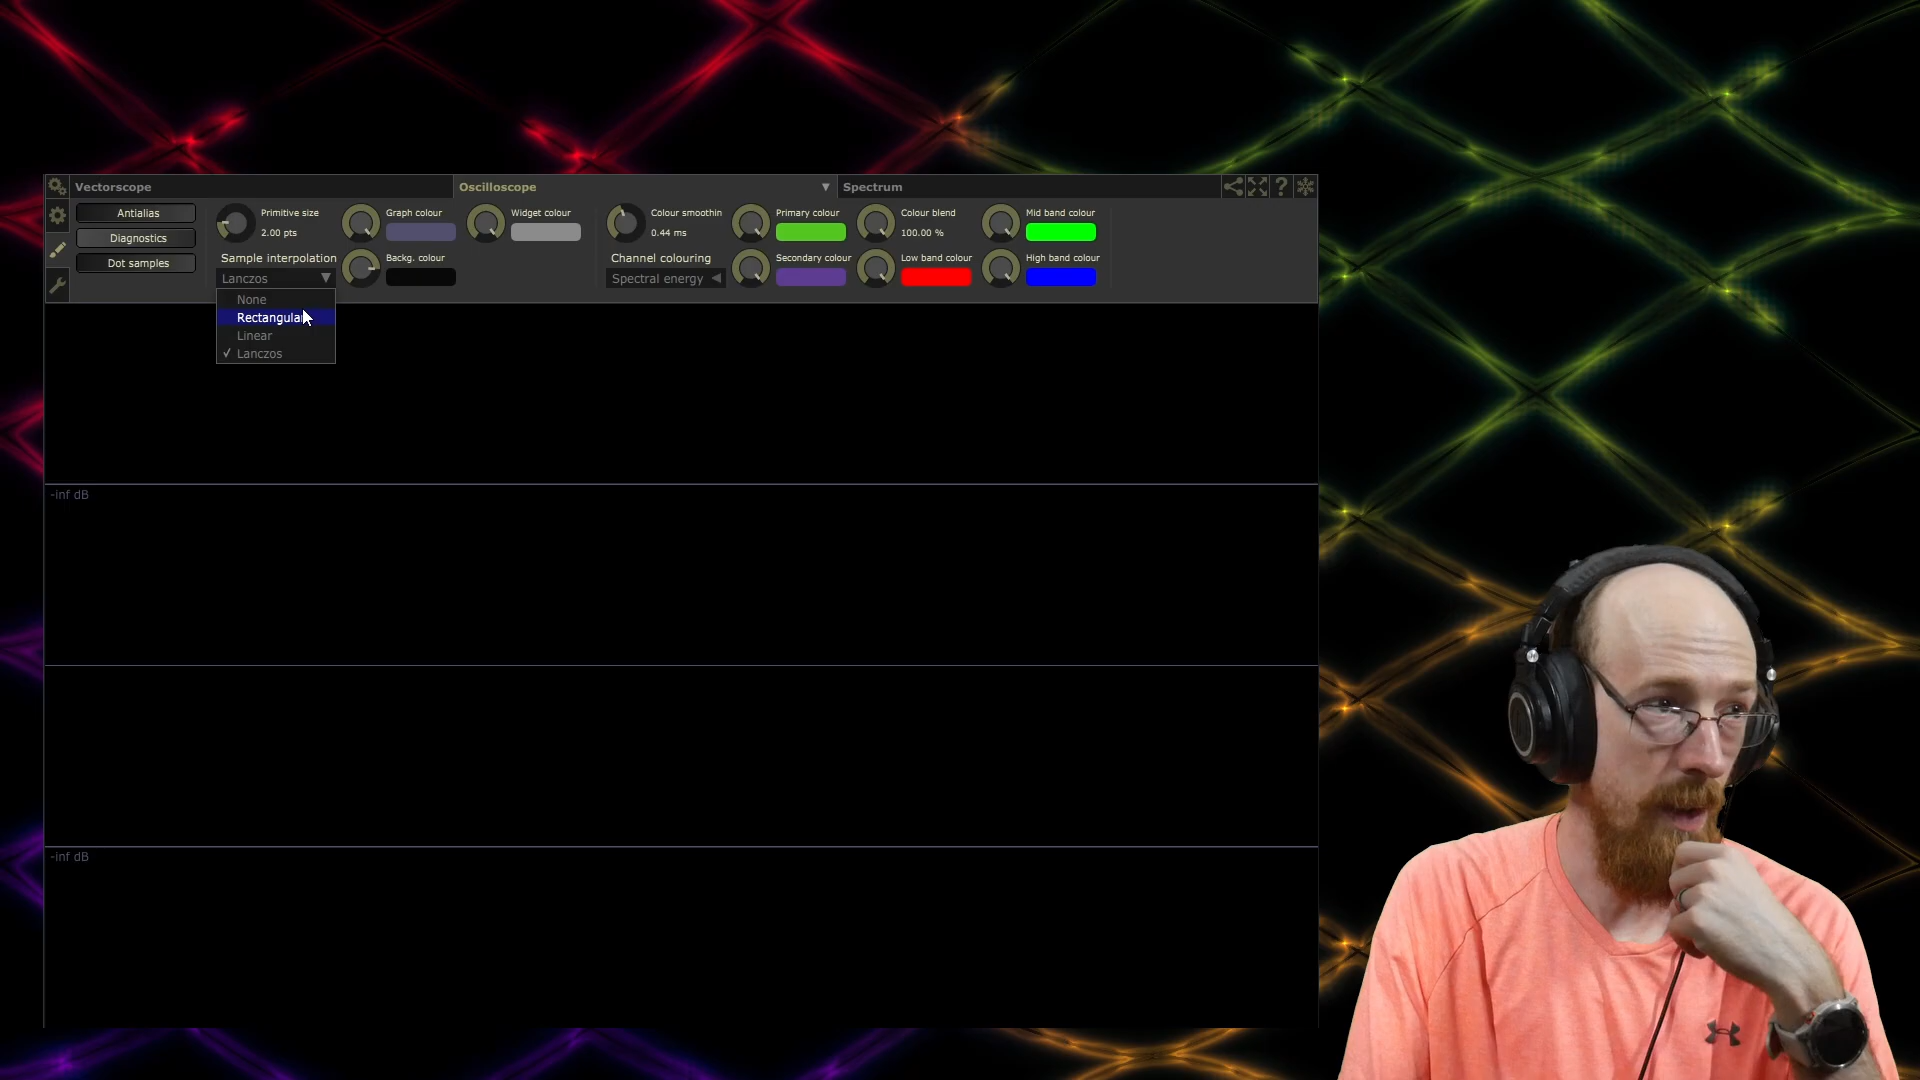 Vectorscope
Oscilloscope
Spectrum
Antialias
Diagnostics
Dot samples
Primitive size
2.00 pts
Graph colour
Widget colour
Sample interpolation
Lanczos
Backg. colour
None
Rectangular
Linear
✓ Lanczos
Colour smoothin
0.44 ms
Primary colour
Colour blend
100.00 %
Mid band colour
Channel colouring
Spectral energy
Secondary colour
Low band colour
High band colour
-inf dB
-inf dB